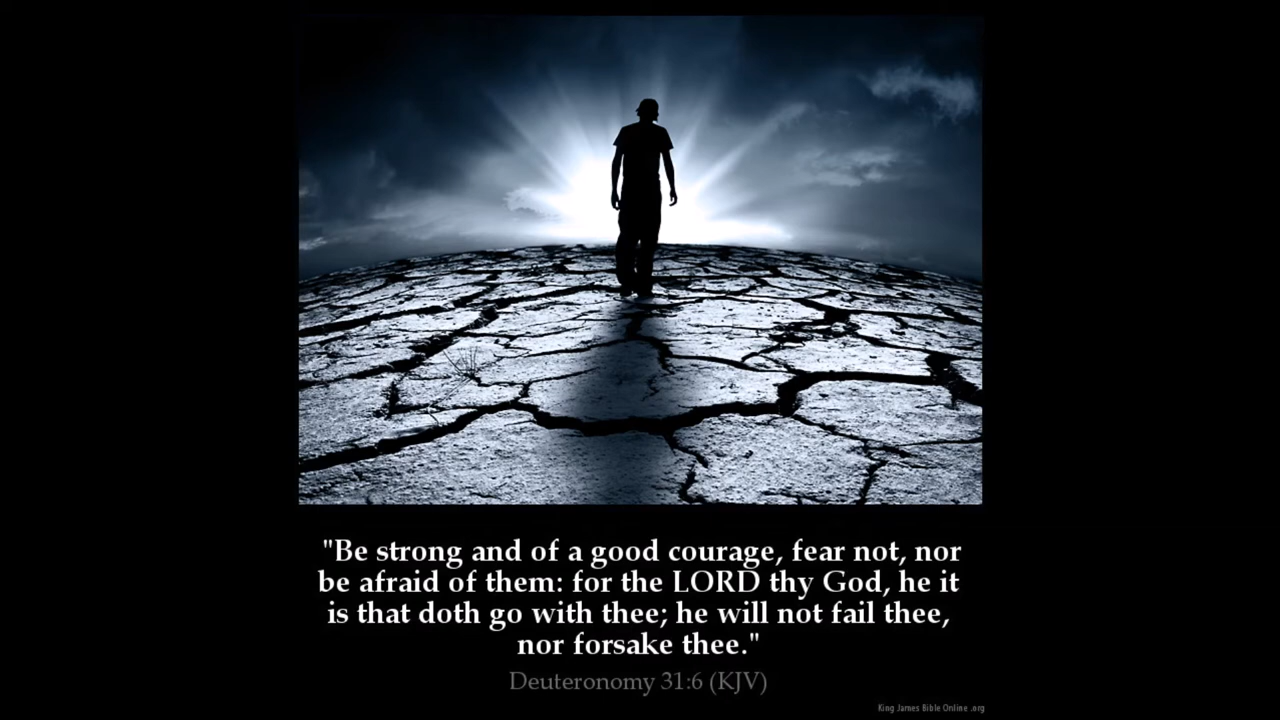 "Be strong and of a good courage, fear not, nor
be afraid of them: for the LORD thy God, he it
is that doth go with thee; he will not fail thee,
nor forsake thee."
Deuteronomy 31:6 (KJV)
King James Bible Online .org